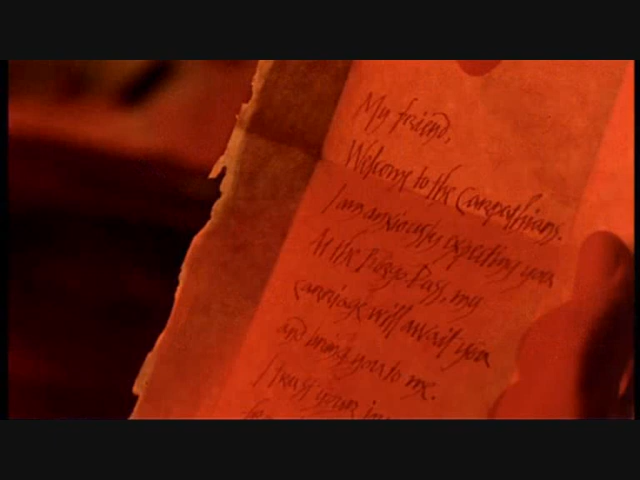 My friend,
Welcome to the Carpathians.
I am anxiously expecting you
At the Borgo Pass, my
carriage will await you
and bring you to me.
I trust your